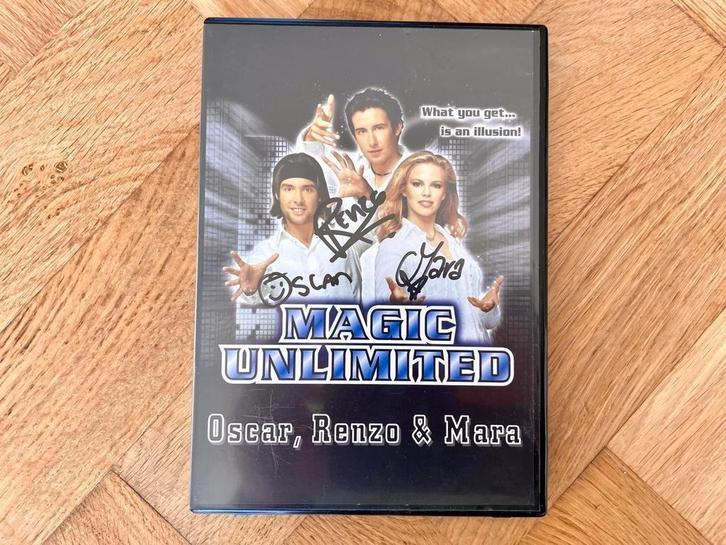 What you get...
is an illusion!
RENZO
OSCAR
Mara
MAGIC
UNLIMITED
Oscar, Renzo & Mara